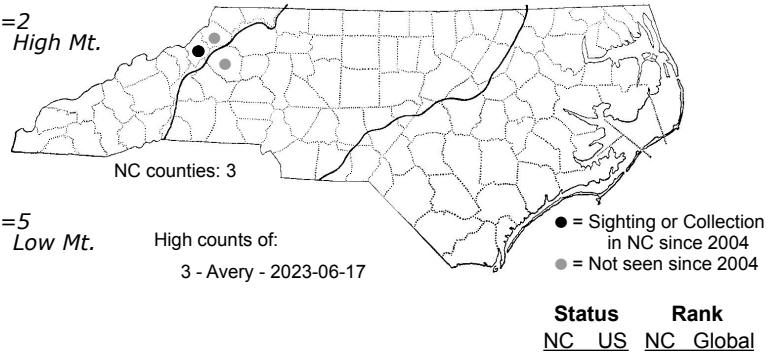 =2
High Mt.
NC counties: 3
=5
Low Mt.
High counts of:
3 - Avery - 2023-06-17
= Sighting or Collection
in NC since 2004
= Not seen since 2004
Status Rank
NC US NC Global